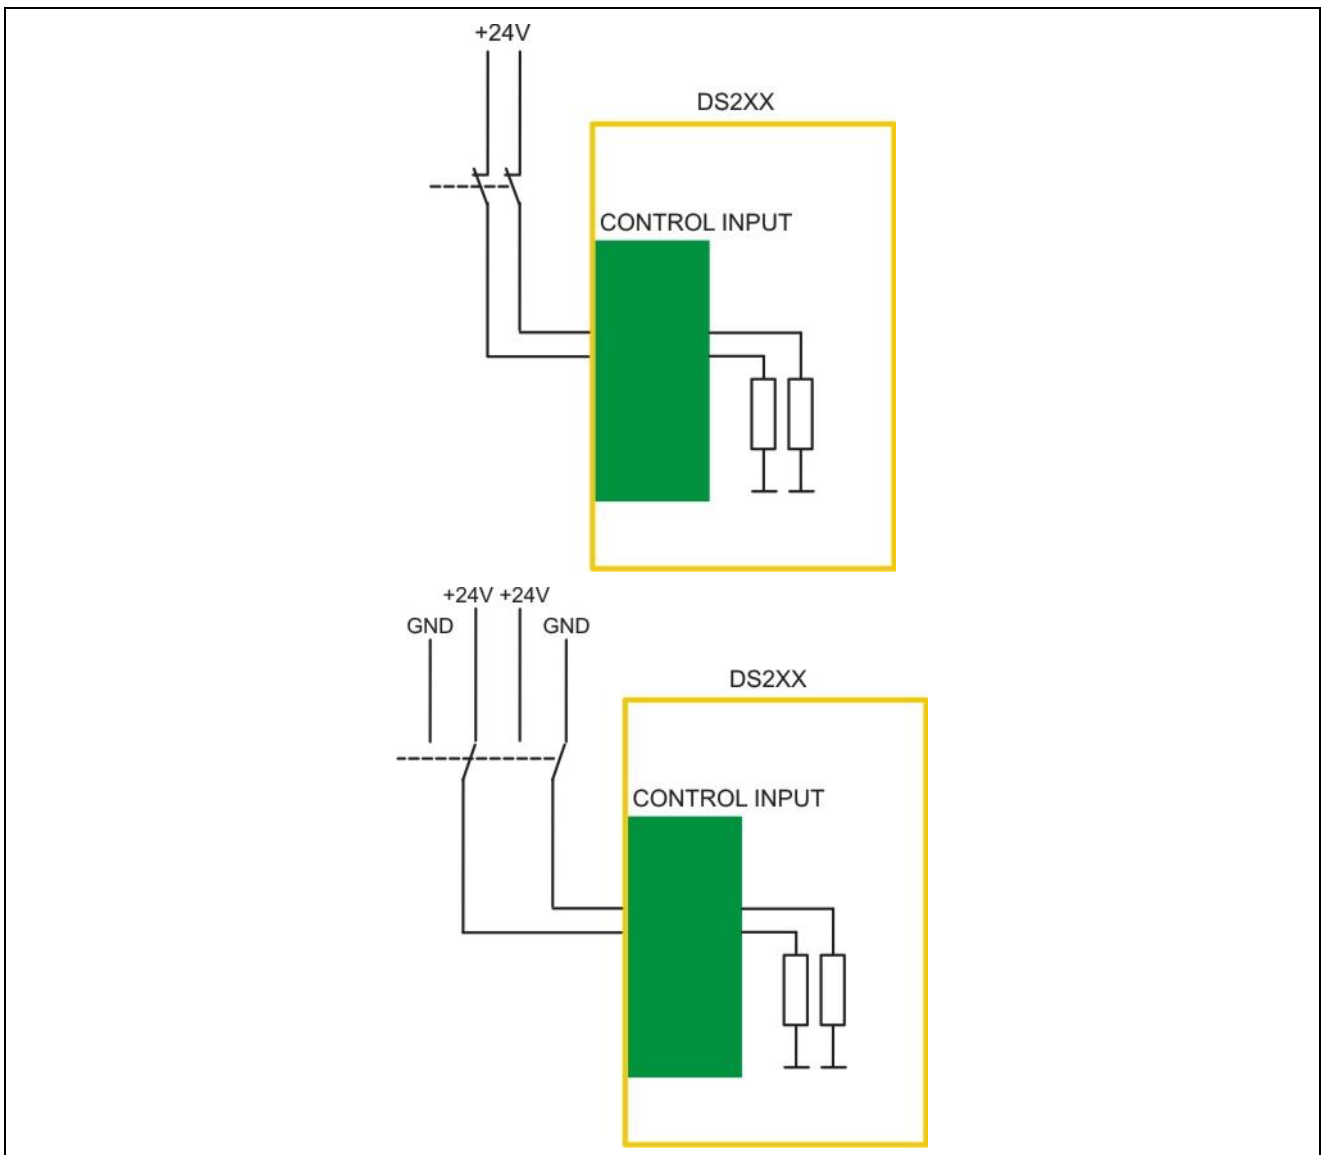 +24V
DS2XX
CONTROL INPUT
+24V +24V
GND GND
DS2XX
CONTROL INPUT